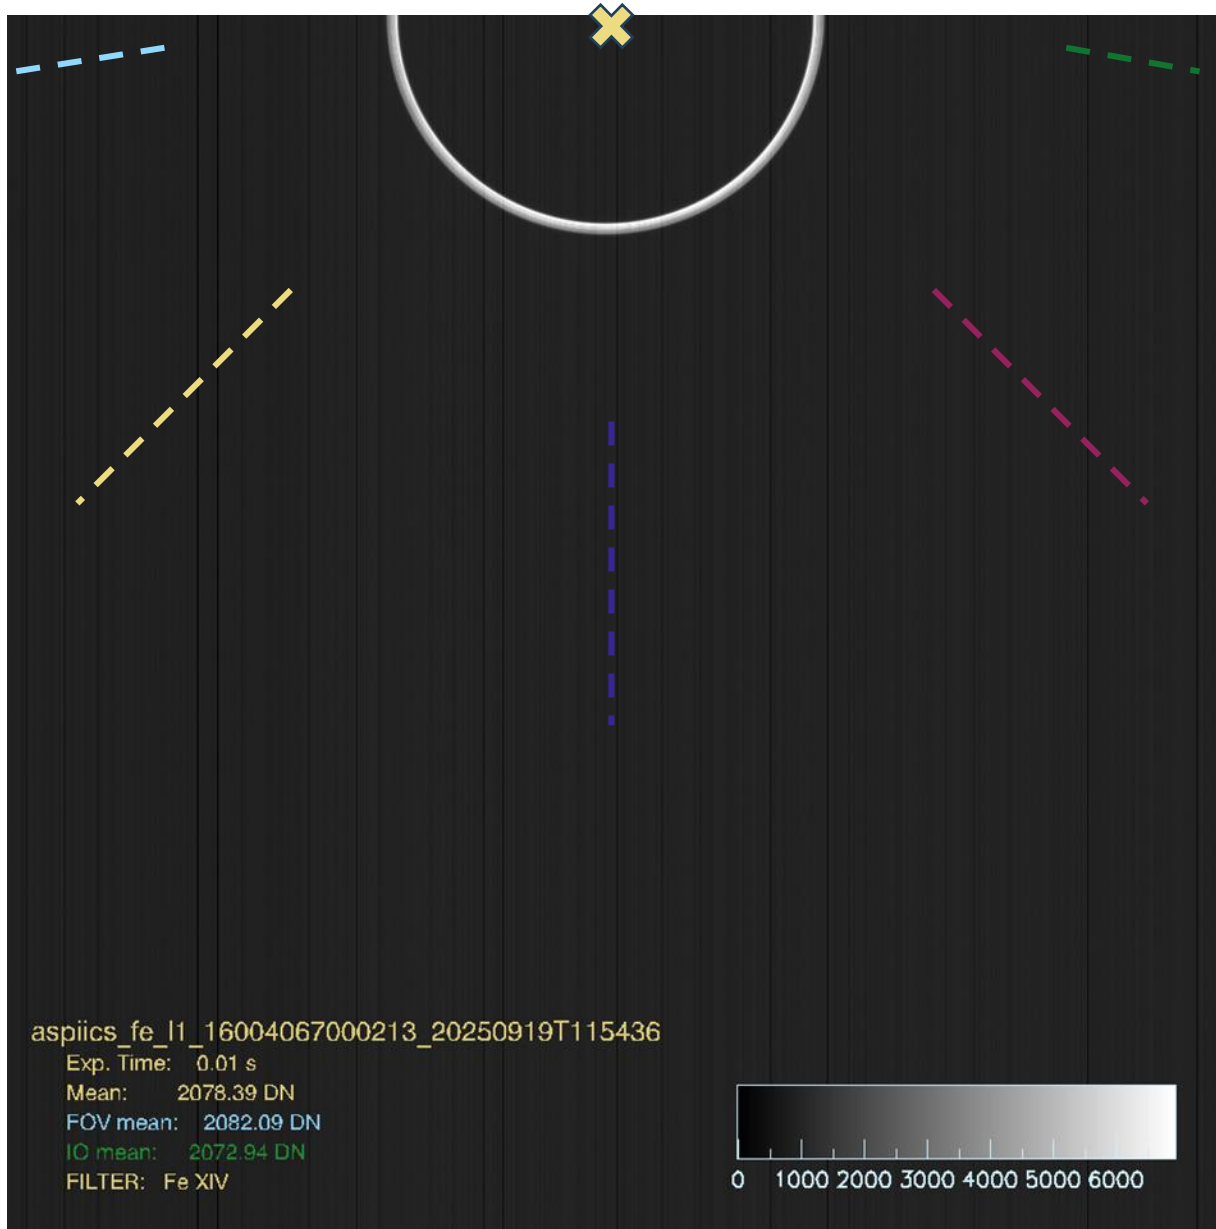 aspiics_fe_l1_16004067000213_20250919T115436
Exp. Time: 0.01 s
Mean: 2078.39 DN
FOV mean: 2082.09 DN
IO mean: 2072.94 DN
FILTER: Fe XIV
0 1000 2000 3000 4000 5000 6000